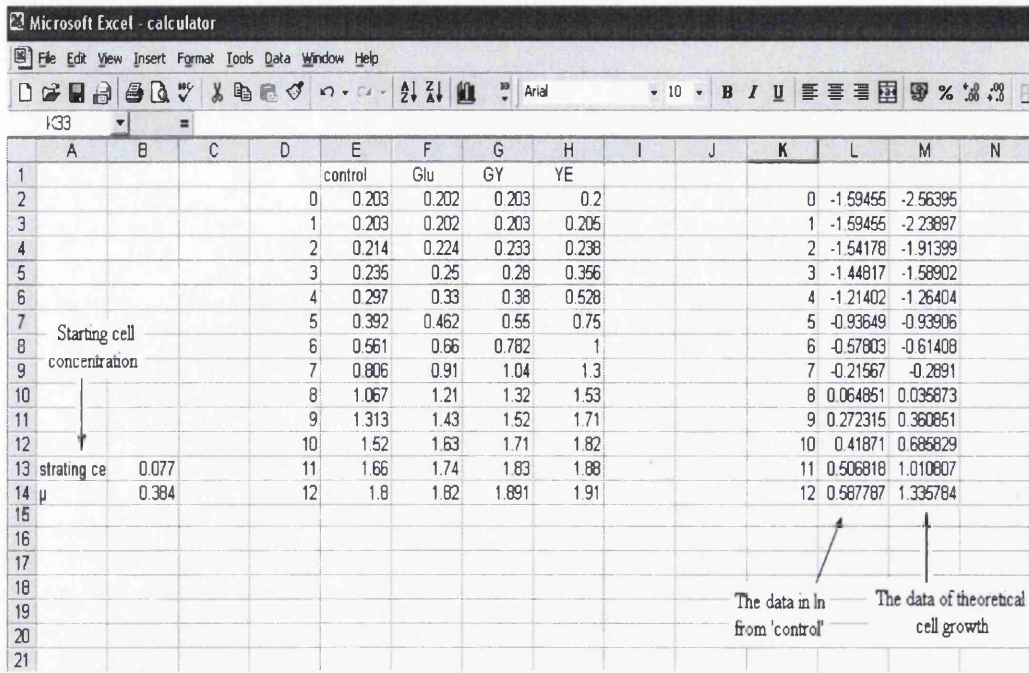 Microsoft Excel - calculator
File Edit View Insert Format Tools Data Window Help
Arial 10 B I U %
K33 =
A B C D E F G H I J K L M N
1 control Glu GY YE
2 0 0.203 0.202 0.203 0.2 0 -1.59455 -2.56395
3 1 0.203 0.202 0.203 0.205 1 -1.59455 -2.23897
4 2 0.214 0.224 0.233 0.238 2 -1.54178 -1.91399
5 3 0.235 0.25 0.28 0.356 3 -1.44817 -1.58902
6 4 0.297 0.33 0.38 0.528 4 -1.21402 -1.26404
7 5 0.392 0.462 0.55 0.75 5 -0.93649 -0.93906
8 6 0.561 0.66 0.782 1 6 -0.57803 -0.61408
9 7 0.806 0.91 1.04 1.3 7 -0.21567 -0.2891
10 8 1.067 1.21 1.32 1.53 8 0.064851 0.035873
11 9 1.313 1.43 1.52 1.71 9 0.272315 0.360851
12 10 1.52 1.63 1.71 1.82 10 0.41871 0.685829
13 strating ce 0.077 11 1.66 1.74 1.83 1.88 11 0.506818 1.010807
14 µ 0.384 12 1.8 1.82 1.891 1.91 12 0.587787 1.335784
15
16
17
18
19
20
21
Starting cell
concentration
The data in ln
from 'control'
The data of theoretical
cell growth